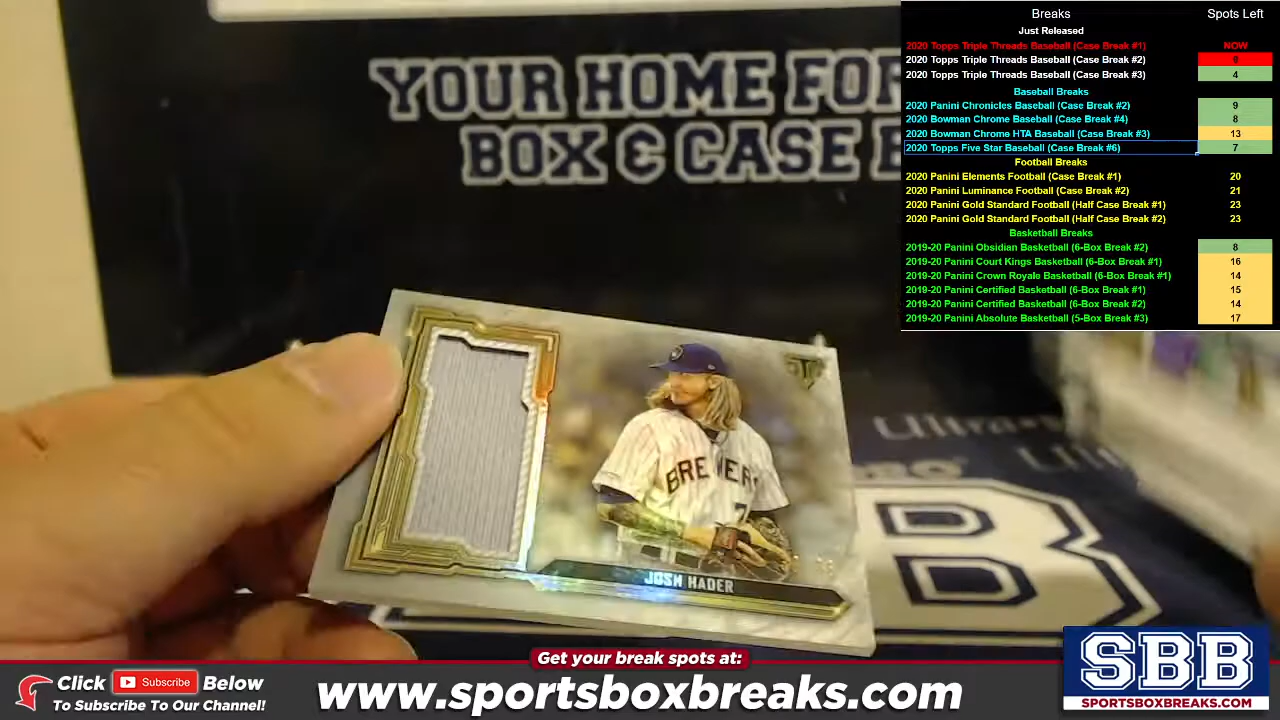 YOUR HOME FOR
BOX & CASE B
Breaks Spots Left
Just Released
2020 Topps Triple Threads Baseball (Case Break #1) NOW
2020 Topps Triple Threads Baseball (Case Break #2)
2020 Topps Triple Threads Baseball (Case Break #3) 4
Baseball Breaks
2020 Panini Chronicles Baseball (Case Break #2) 9
2020 Bowman Chrome Baseball (Case Break #4) 8
2020 Bowman Chrome HTA Baseball (Case Break #3) 13
2020 Topps Five Star Baseball (Case Break #6) 7
Football Breaks
2020 Panini Elements Football (Case Break #1) 20
2020 Panini Luminance Football (Case Break #2) 21
2020 Panini Gold Standard Football (Half Case Break #1) 23
2020 Panini Gold Standard Football (Half Case Break #2) 23
Basketball Breaks
2019-20 Panini Obsidian Basketball (6-Box Break #2) 8
2019-20 Panini Court Kings Basketball (6-Box Break #1) 16
2019-20 Panini Crown Royale Basketball (6-Box Break #1) 14
2019-20 Panini Certified Basketball (6-Box Break #1) 15
2019-20 Panini Certified Basketball (6-Box Break #2) 14
2019-20 Panini Absolute Basketball (5-Box Break #3) 17
BREWERS
7
JOSH HADER
Ultra
B
Get your break spots at:
Click Subscribe Below
To Subscribe To Our Channel!
www.sportsboxbreaks.com
SBB
SPORTSBOXBREAKS.COM